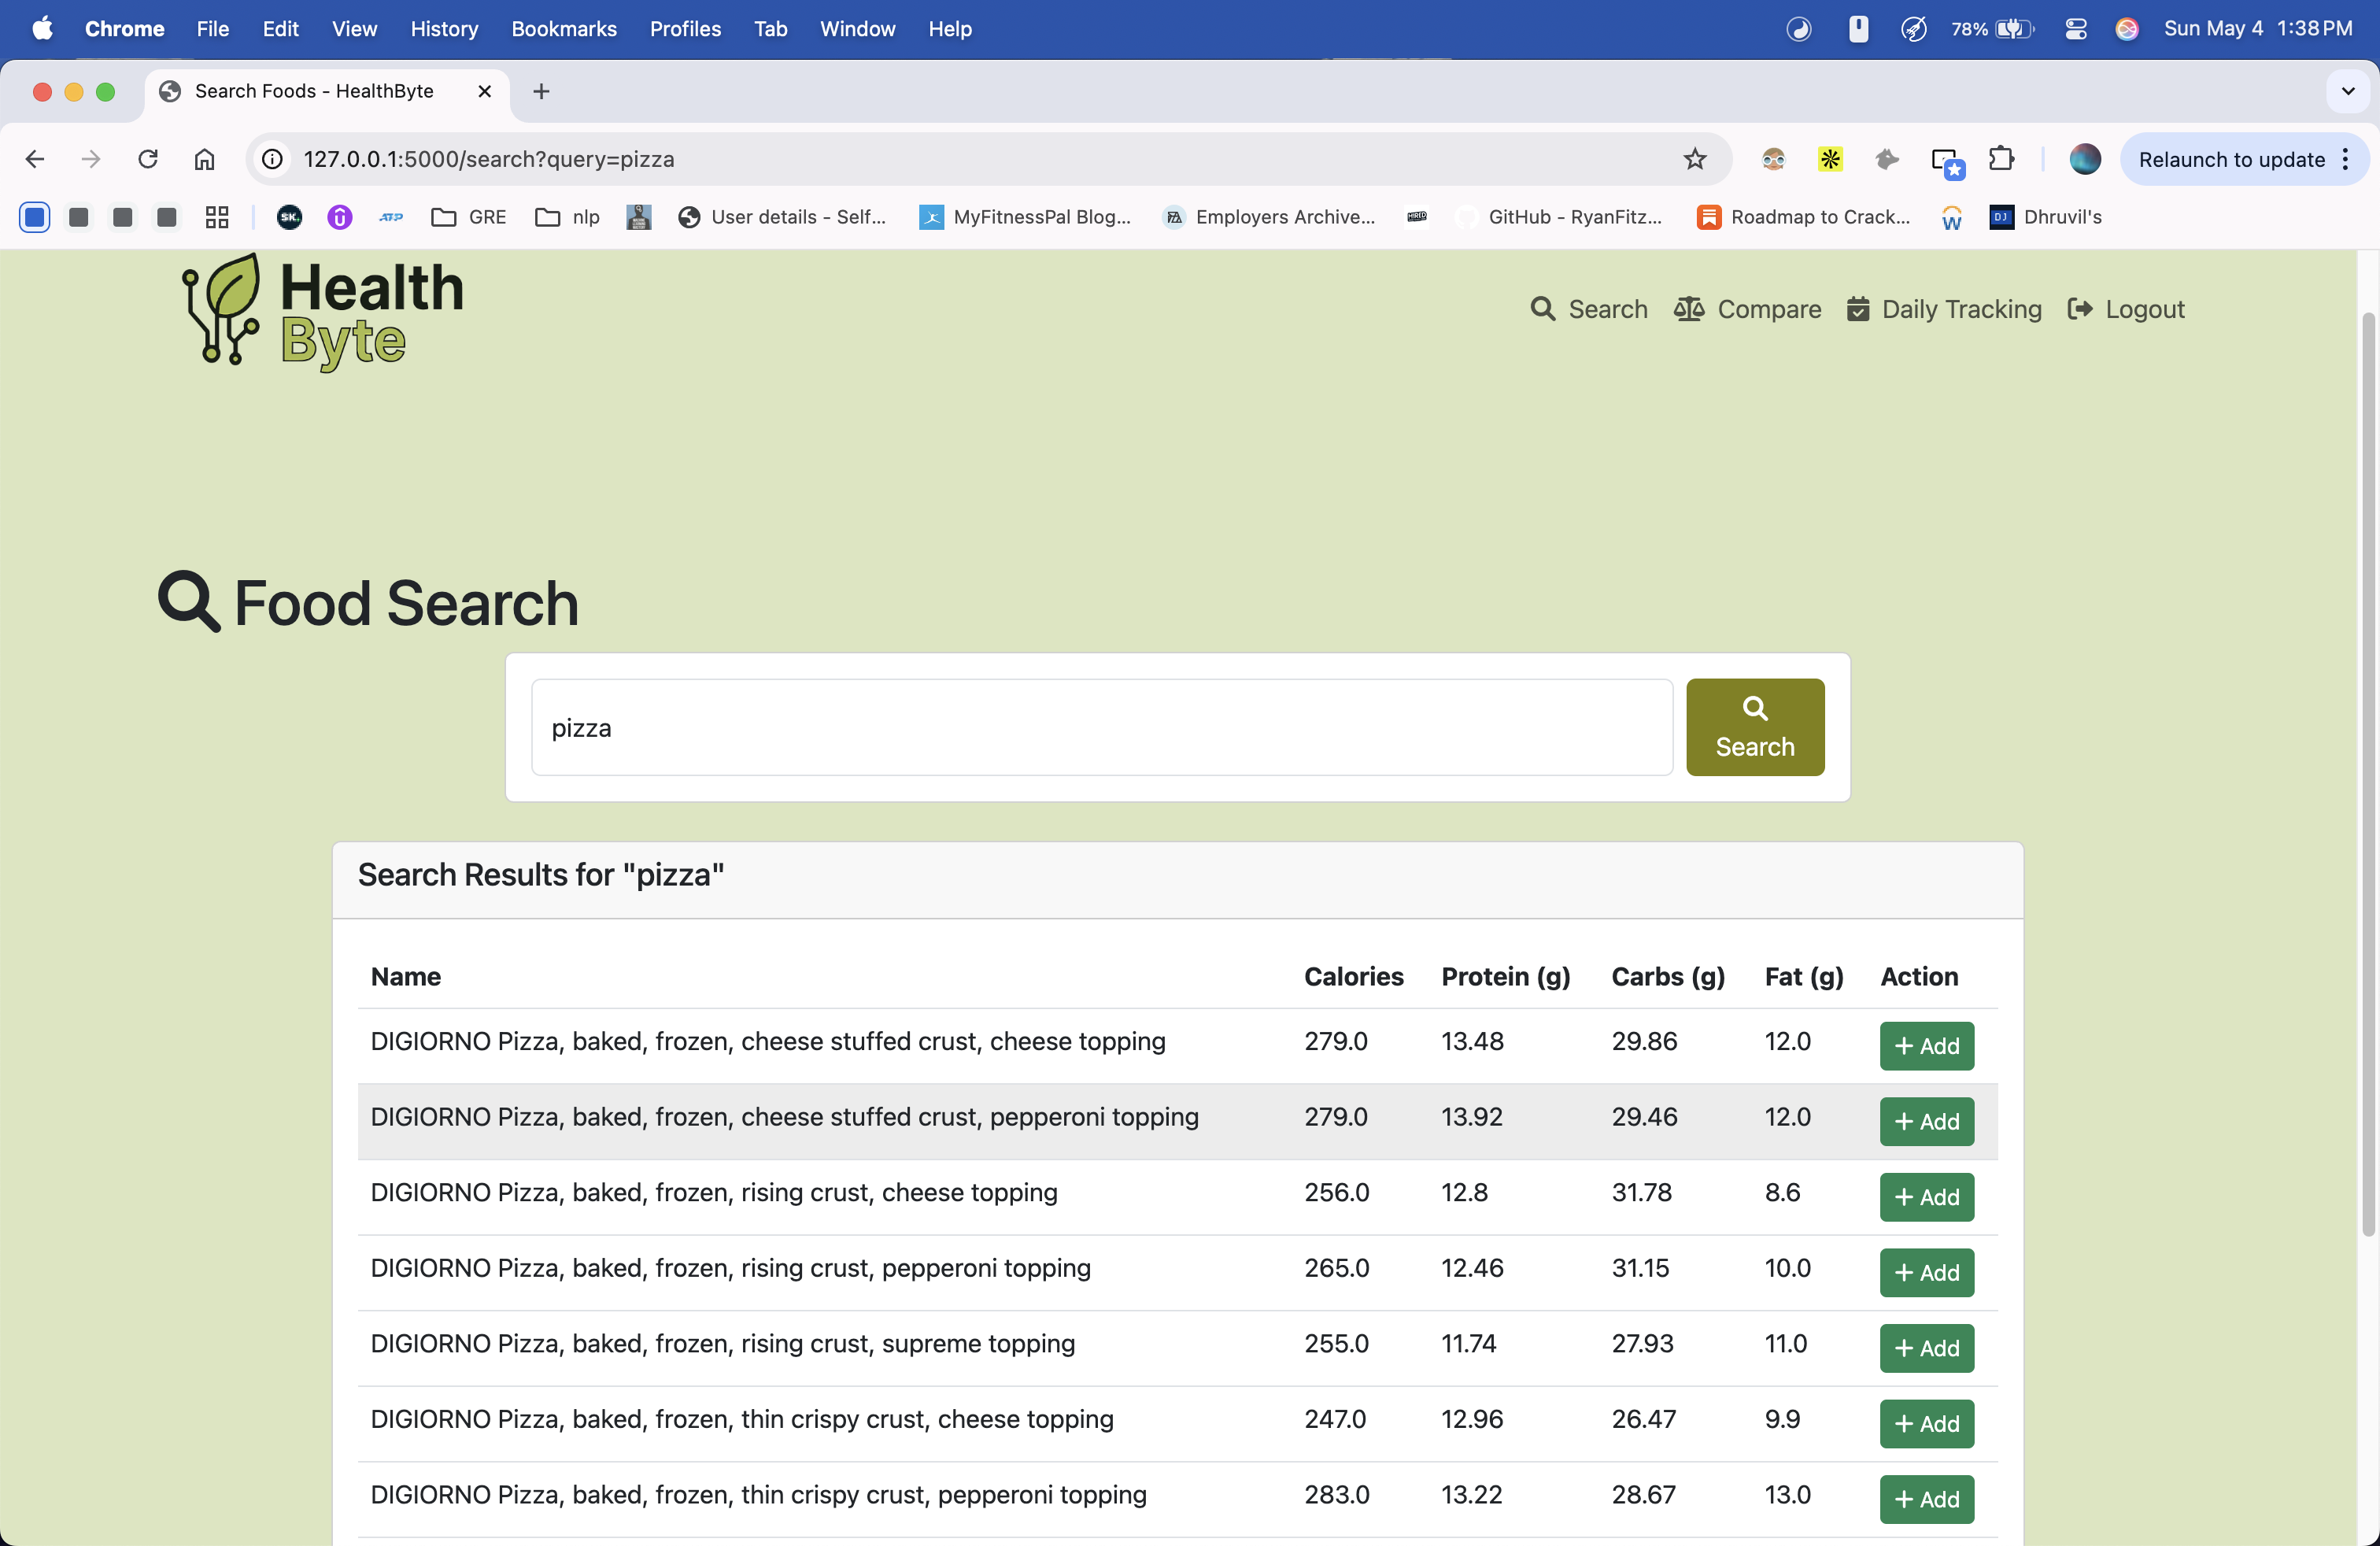 Chrome File Edit View History Bookmarks Profiles Tab Window Help 78% Sun May 4 1:38 PM
Search Foods - HealthByte
127.0.0.1:5000/search?query=pizza Relaunch to update
SK. ATP GRE nlp User details - Self... MyFitnessPal Blog... FA Employers Archive... HIRED GitHub - RyanFitz... Roadmap to Crack... W DJ Dhruvil's
Health
Byte
Search Compare Daily Tracking Logout
Food Search
pizza
Search
Search Results for "pizza"
Name Calories Protein (g) Carbs (g) Fat (g) Action
DIGIORNO Pizza, baked, frozen, cheese stuffed crust, cheese topping 279.0 13.48 29.86 12.0 + Add
DIGIORNO Pizza, baked, frozen, cheese stuffed crust, pepperoni topping 279.0 13.92 29.46 12.0 + Add
DIGIORNO Pizza, baked, frozen, rising crust, cheese topping 256.0 12.8 31.78 8.6 + Add
DIGIORNO Pizza, baked, frozen, rising crust, pepperoni topping 265.0 12.46 31.15 10.0 + Add
DIGIORNO Pizza, baked, frozen, rising crust, supreme topping 255.0 11.74 27.93 11.0 + Add
DIGIORNO Pizza, baked, frozen, thin crispy crust, cheese topping 247.0 12.96 26.47 9.9 + Add
DIGIORNO Pizza, baked, frozen, thin crispy crust, pepperoni topping 283.0 13.22 28.67 13.0 + Add